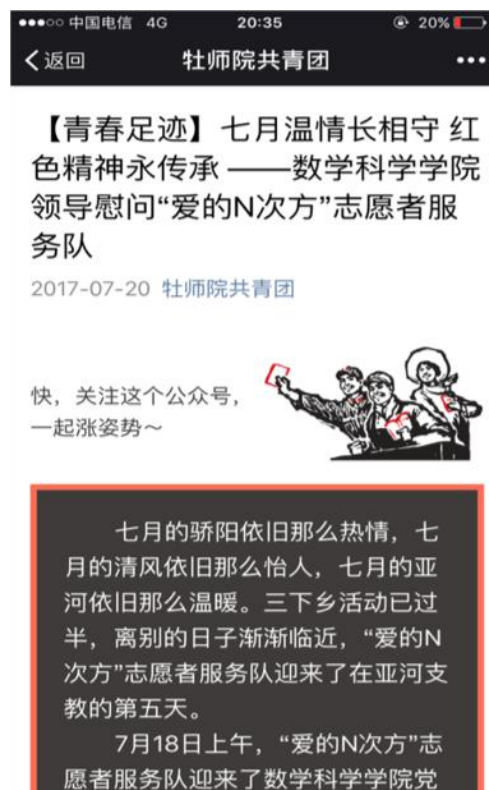 中国电信 4G 20:35 20%
返回 牡师院共青团
【青春足迹】七月温情长相守 红
色精神永传承 ——数学科学学院
领导慰问“爱的N次方”志愿者服
务队
2017-07-20 牡师院共青团
快，关注这个公众号，
一起涨姿势～
七月的骄阳依旧那么热情，七
月的清风依旧那么怡人，七月的亚
河依旧那么温暖。三下乡活动已过
半，离别的日子渐渐临近，“爱的N
次方”志愿者服务队迎来了在亚河支
教的第五天。
7月18日上午，“爱的N次方”志
愿者服务队迎来了数学科学学院党